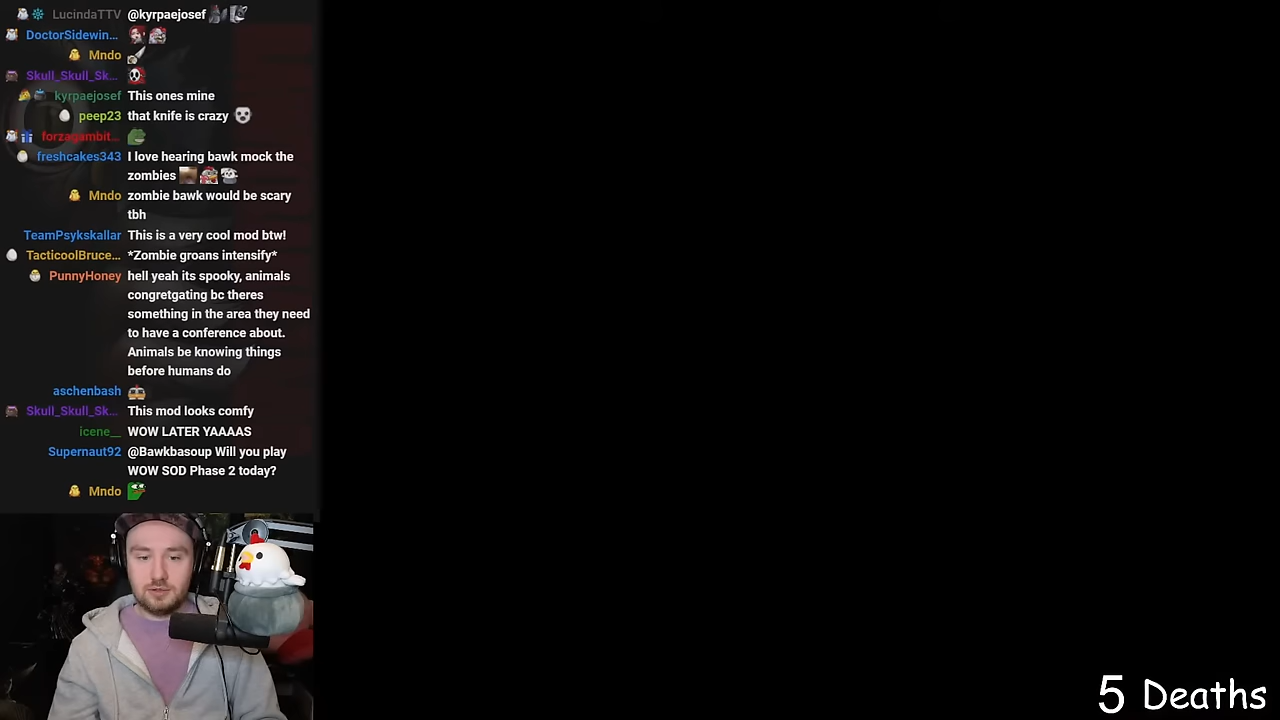 LucindaTTV @kyrpaejosef
DoctorSidewin...
Mndo
Skull_Skull_Sk...
kyrpaejosef This ones mine
peep23 that knife is crazy
forzagambit...
freshcakes343 I love hearing bawk mock the
zombies
Mndo zombie bawk would be scary
tbh
TeamPsykskallar This is a very cool mod btw!
TacticoolBruce... *Zombie groans intensify*
PunnyHoney hell yeah its spooky, animals
congretgating bc theres
something in the area they need
to have a conference about.
Animals be knowing things
before humans do
aschenbash
Skull_Skull_Sk... This mod looks comfy
icene__ WOW LATER YAAAAS
Supernaut92 @Bawkbasoup Will you play
WOW SOD Phase 2 today?
Mndo
5 Deaths